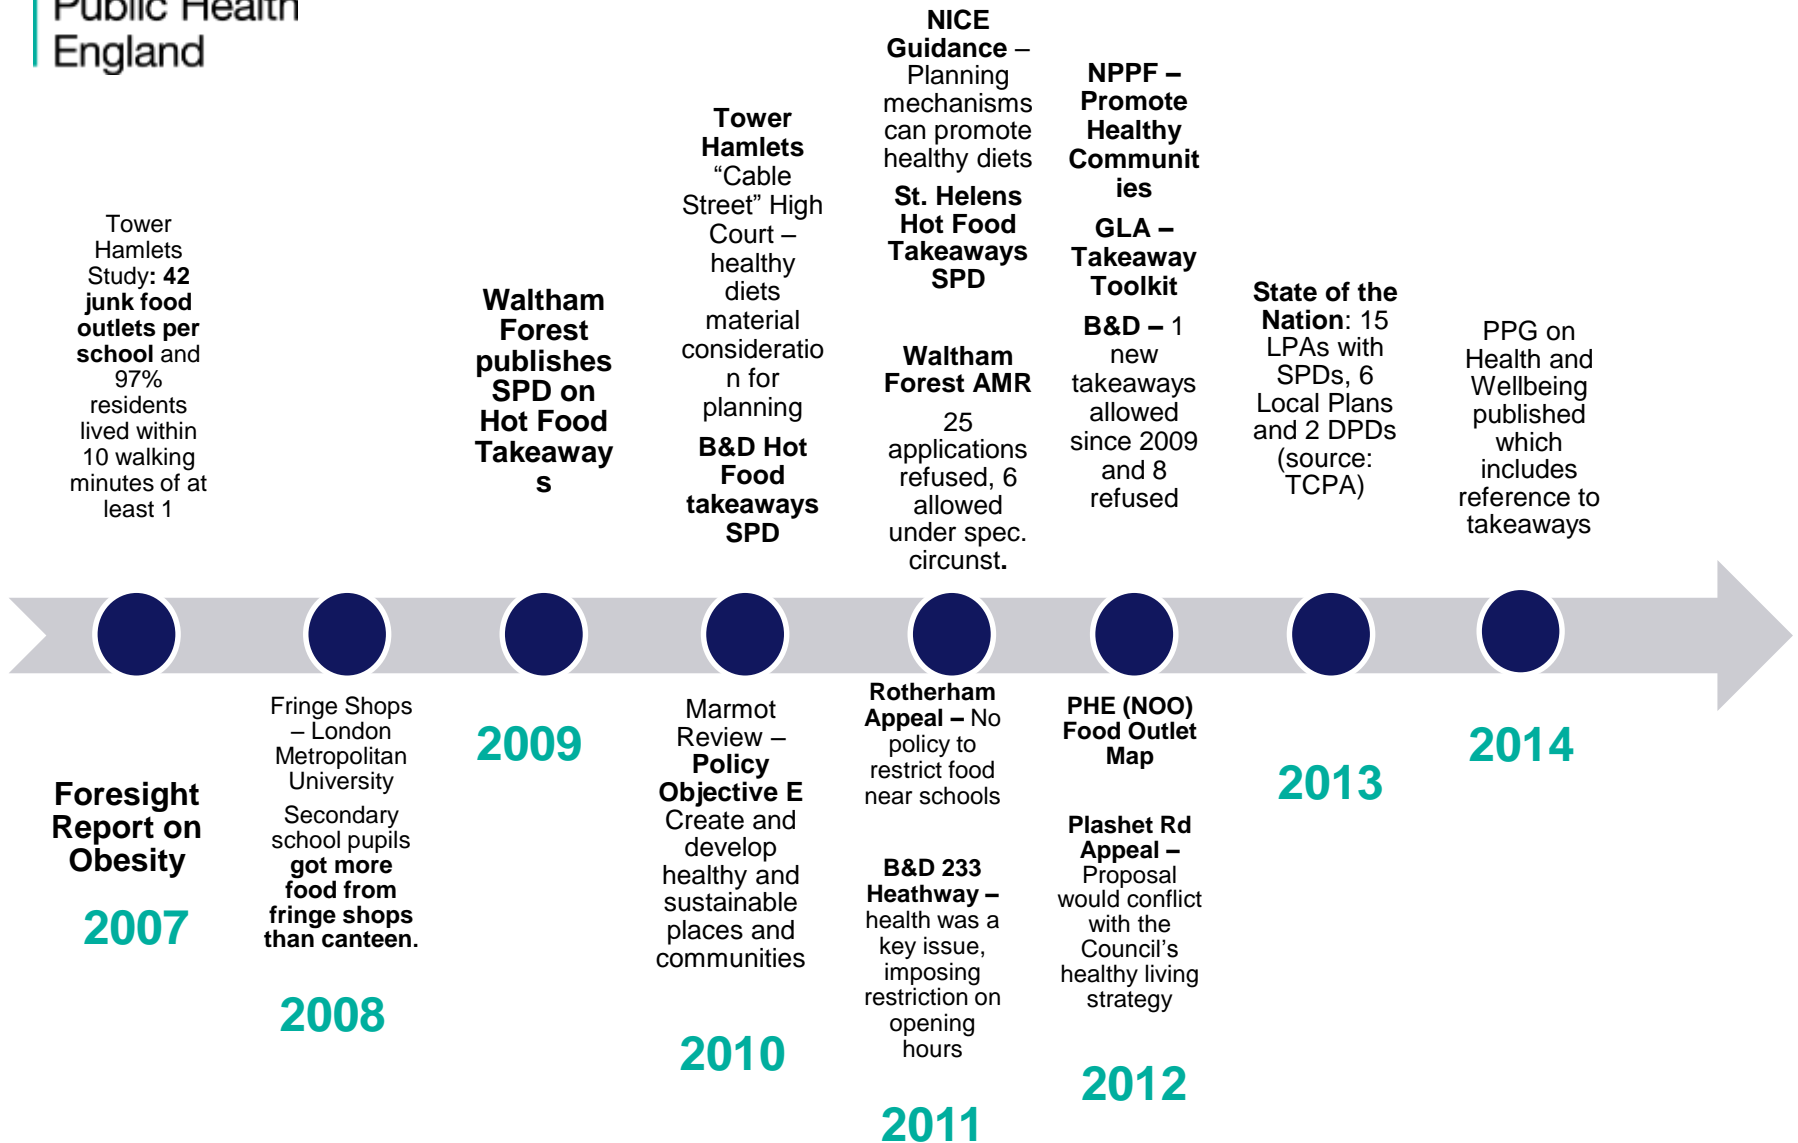 Public Health
England
Tower
Hamlets
Study: 42
junk food
outlets per
school and
97%
residents
lived within
10 walking
minutes of at
least 1
Foresight
Report on
Obesity
2007
Fringe Shops
– London
Metropolitan
University
Secondary
school pupils
got more
food from
fringe shops
than canteen.
2008
Waltham
Forest
publishes
SPD on
Hot Food
Takeaway
s
2009
Tower
Hamlets
“Cable
Street” High
Court –
healthy
diets
material
consideratio
n for
planning
B&D Hot
Food
takeaways
SPD
Marmot
Review –
Policy
Objective E
Create and
develop
healthy and
sustainable
places and
communities
2010
NICE
Guidance –
Planning
mechanisms
can promote
healthy diets
St. Helens
Hot Food
Takeaways
SPD
Waltham
Forest AMR
25
applications
refused, 6
allowed
under spec.
circunst.
Rotherham
Appeal – No
policy to
restrict food
near schools
B&D 233
Heathway –
health was a
key issue,
imposing
restriction on
opening
hours
2011
NPPF –
Promote
Healthy
Communit
ies
GLA –
Takeaway
Toolkit
B&D – 1
new
takeaways
allowed
since 2009
and 8
refused
PHE (NOO)
Food Outlet
Map
Plashet Rd
Appeal –
Proposal
would conflict
with the
Council’s
healthy living
strategy
2012
State of the
Nation: 15
LPAs with
SPDs, 6
Local Plans
and 2 DPDs
(source:
TCPA)
2013
PPG on
Health and
Wellbeing
published
which
includes
reference to
takeaways
2014